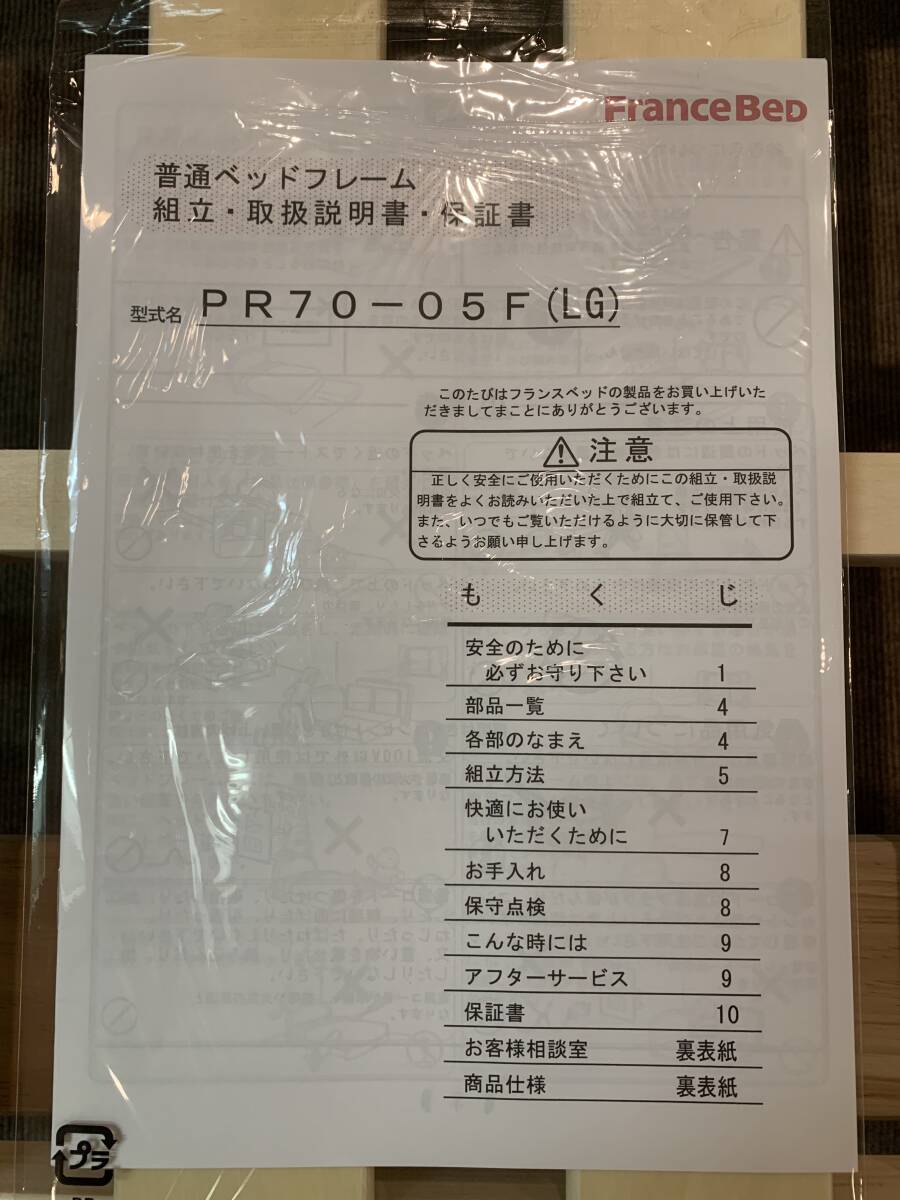 FranceBeD
普通ベッドフレーム
組立・取扱説明書・保証書
型式名 PR70－05F(LG)
このたびはフランスベッドの製品をお買い上げいた
だきましてまことにありがとうございます。
注意
正しく安全にご使用いただくためにこの組立・取扱説
明書をよくお読みいただいた上で組立て、ご使用下さい。
また、いつでもご覧いただけるように大切に保管して下
さるようお願い申し上げます。
もくじ
安全のために
必ずお守り下さい 1
部品一覧 4
各部のなまえ 4
組立方法 5
快適にお使い
いただくために 7
お手入れ 8
保守点検 8
こんな時には 9
アフターサービス 9
保証書 10
お客様相談室 裏表紙
商品仕様 裏表紙
プラ